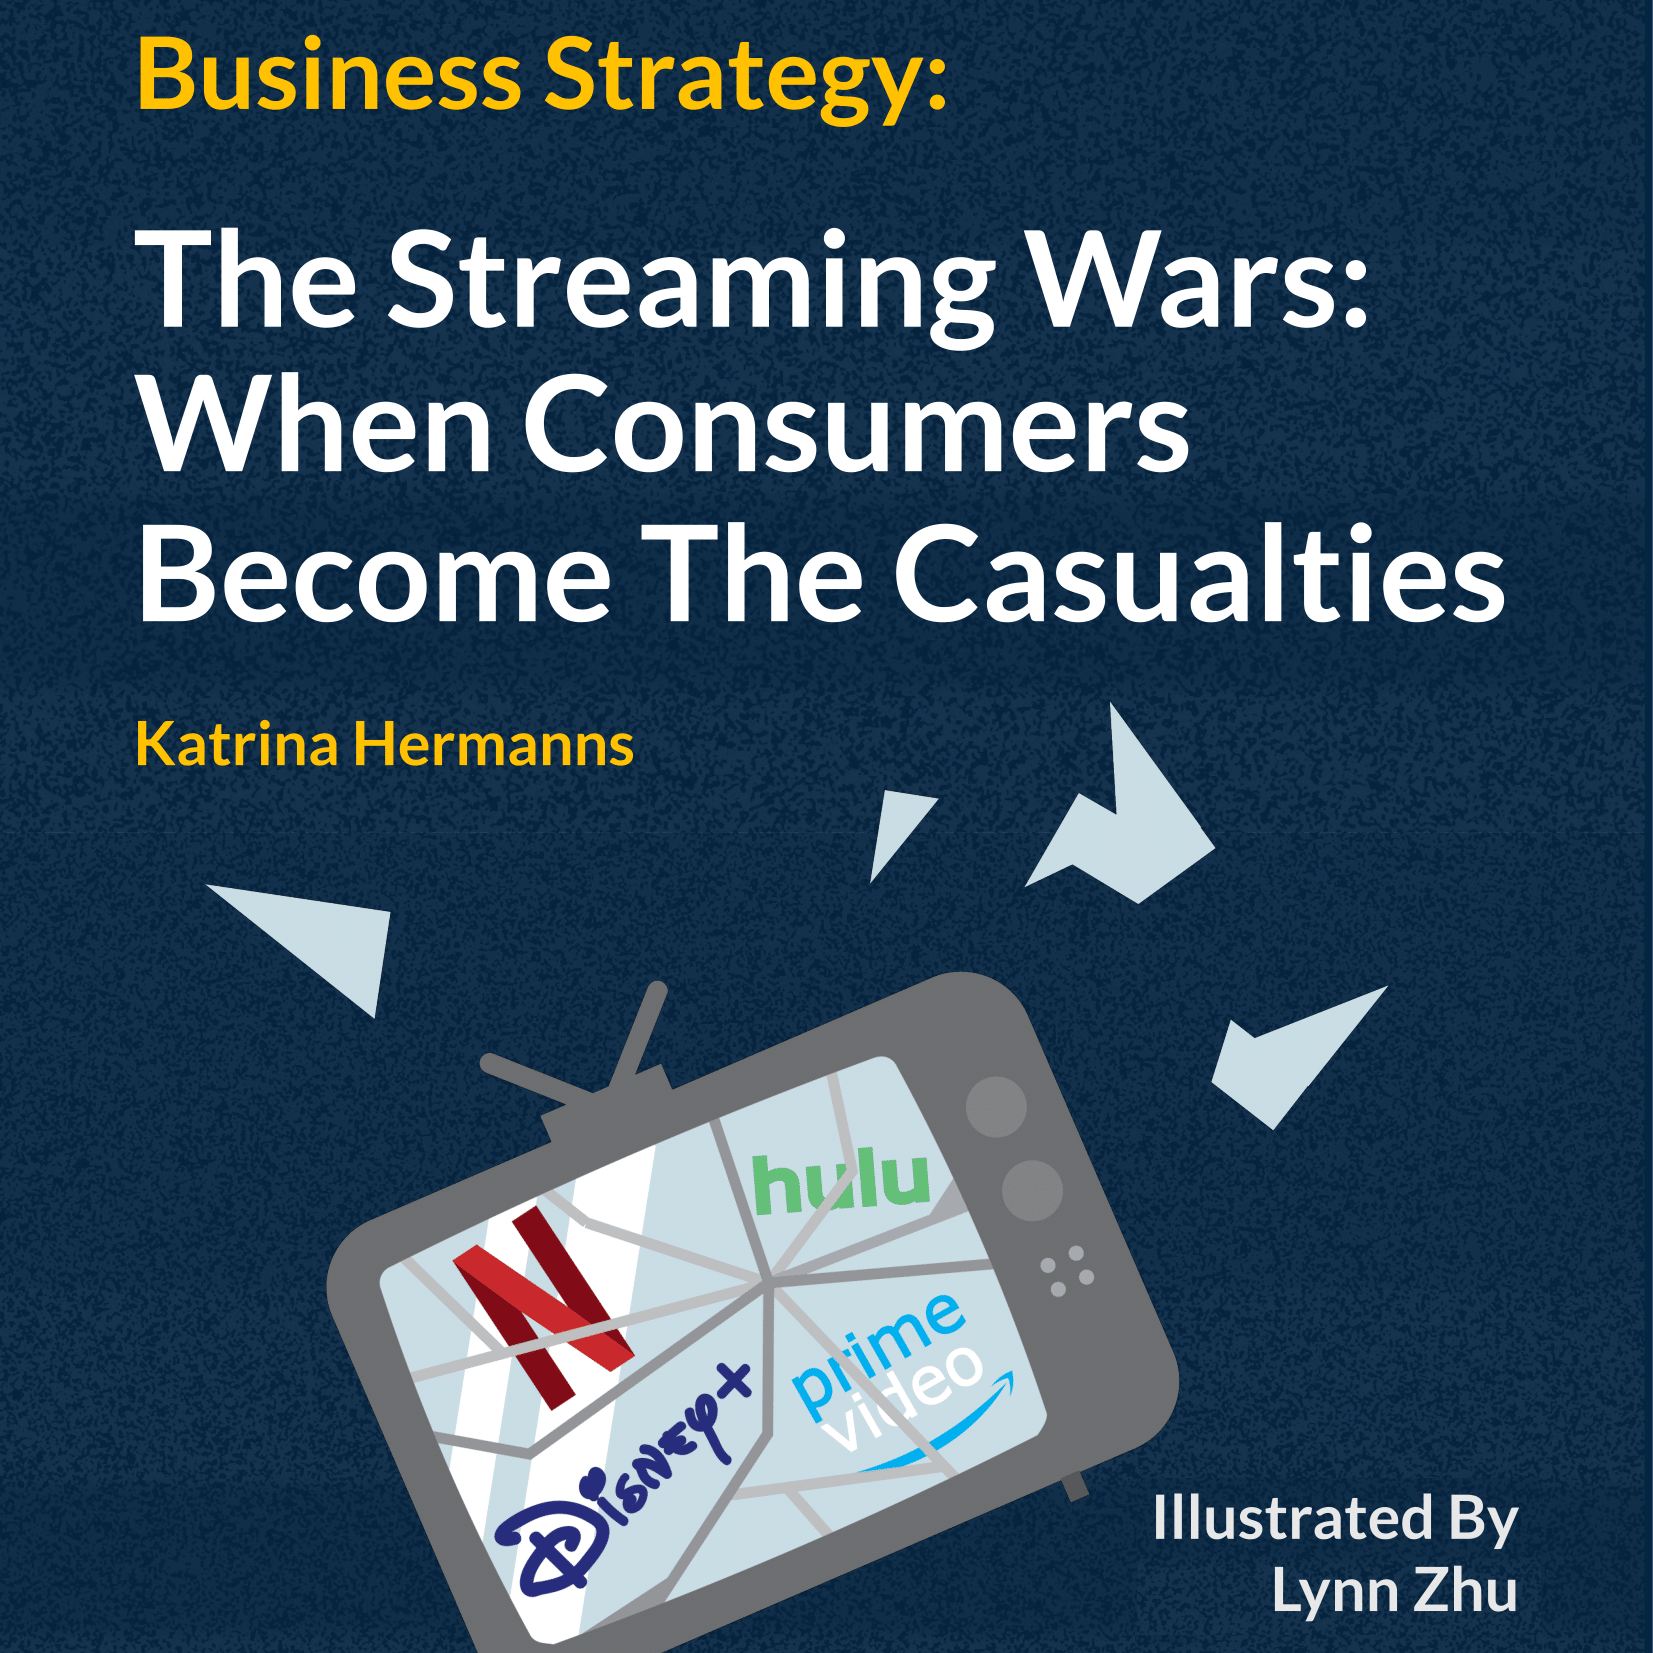 Business Strategy:
The Streaming Wars:
When Consumers
Become The Casualties
Katrina Hermanns
hulu
N
prime
video
Disney+
Illustrated By
Lynn Zhu